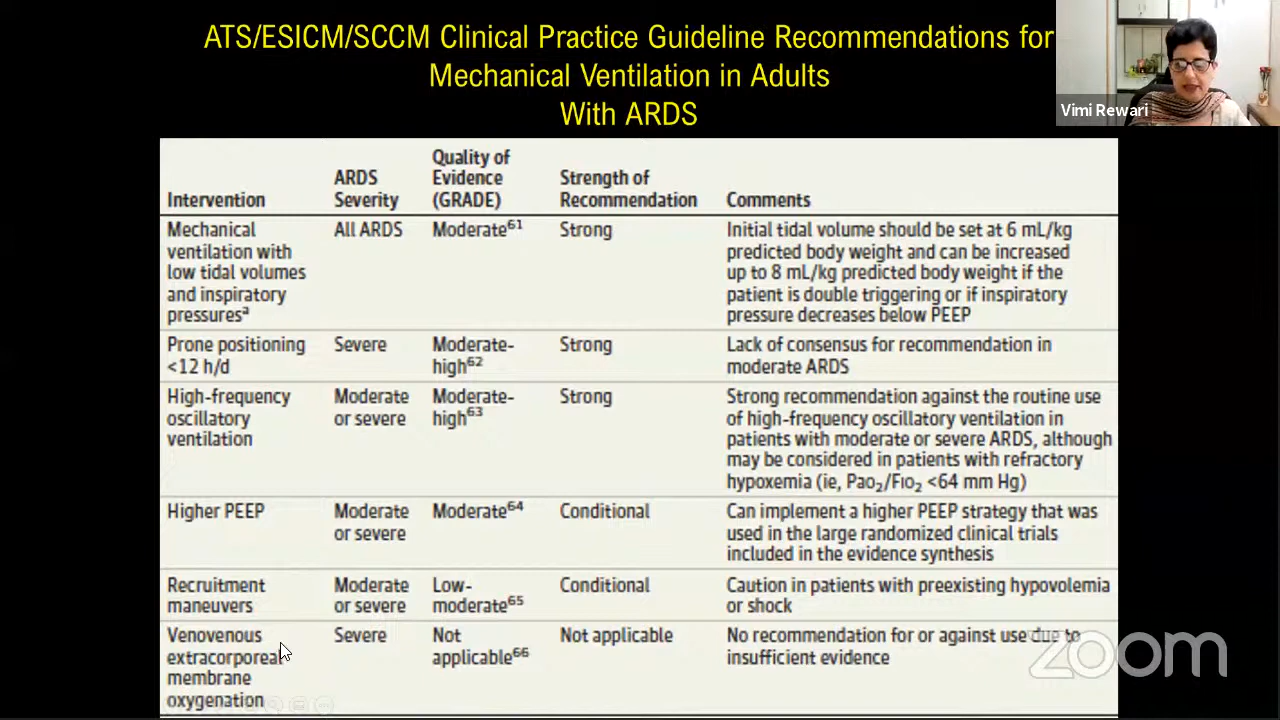 ATS/ESICM/SCCM Clinical Practice Guideline Recommendations for
Mechanical Ventilation in Adults
With ARDS
Vimi Rewari
Intervention
ARDS
Severity
Quality of
Evidence
(GRADE)
Strength of
Recommendation
Comments
Mechanical
ventilation with
low tidal volumes
and inspiratory
pressuresª
All ARDS
Moderate⁶¹
Strong
Initial tidal volume should be set at 6 mL/kg
predicted body weight and can be increased
up to 8 mL/kg predicted body weight if the
patient is double triggering or if inspiratory
pressure decreases below PEEP
Prone positioning
<12 h/d
Severe
Moderate-
high⁶²
Strong
Lack of consensus for recommendation in
moderate ARDS
High-frequency
oscillatory
ventilation
Moderate
or severe
Moderate-
high⁶³
Strong
Strong recommendation against the routine use
of high-frequency oscillatory ventilation in
patients with moderate or severe ARDS, although
may be considered in patients with refractory
hypoxemia (ie, PaO₂/FIO₂ <64 mm Hg)
Higher PEEP
Moderate
or severe
Moderate⁶⁴
Conditional
Can implement a higher PEEP strategy that was
used in the large randomized clinical trials
included in the evidence synthesis
Recruitment
maneuvers
Moderate
or severe
Low-
moderate⁶⁵
Conditional
Caution in patients with preexisting hypovolemia
or shock
Venovenous
extracorporeal
membrane
oxygenation
Severe
Not
applicable⁶⁶
Not applicable
No recommendation for or against use due to
insufficient evidence
zoom